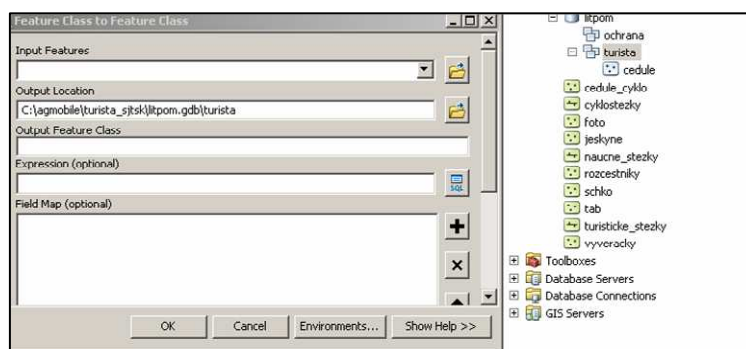 Feature Class to Feature Class
Input Features
Output Location
C:\agmobile\turista_sjtsk\litpom.gdb\turista
Output Feature Class
Expression (optional)
SQL
Field Map (optional)
OK
Cancel
Environments...
Show Help >>
litpom
ochrana
turista
cedule
cedule_cyklo
cyklostezky
foto
jeskyne
naucne_stezky
rozcestniky
schko
tab
turisticke_stezky
vyveracky
Toolboxes
Database Servers
Database Connections
GIS Servers